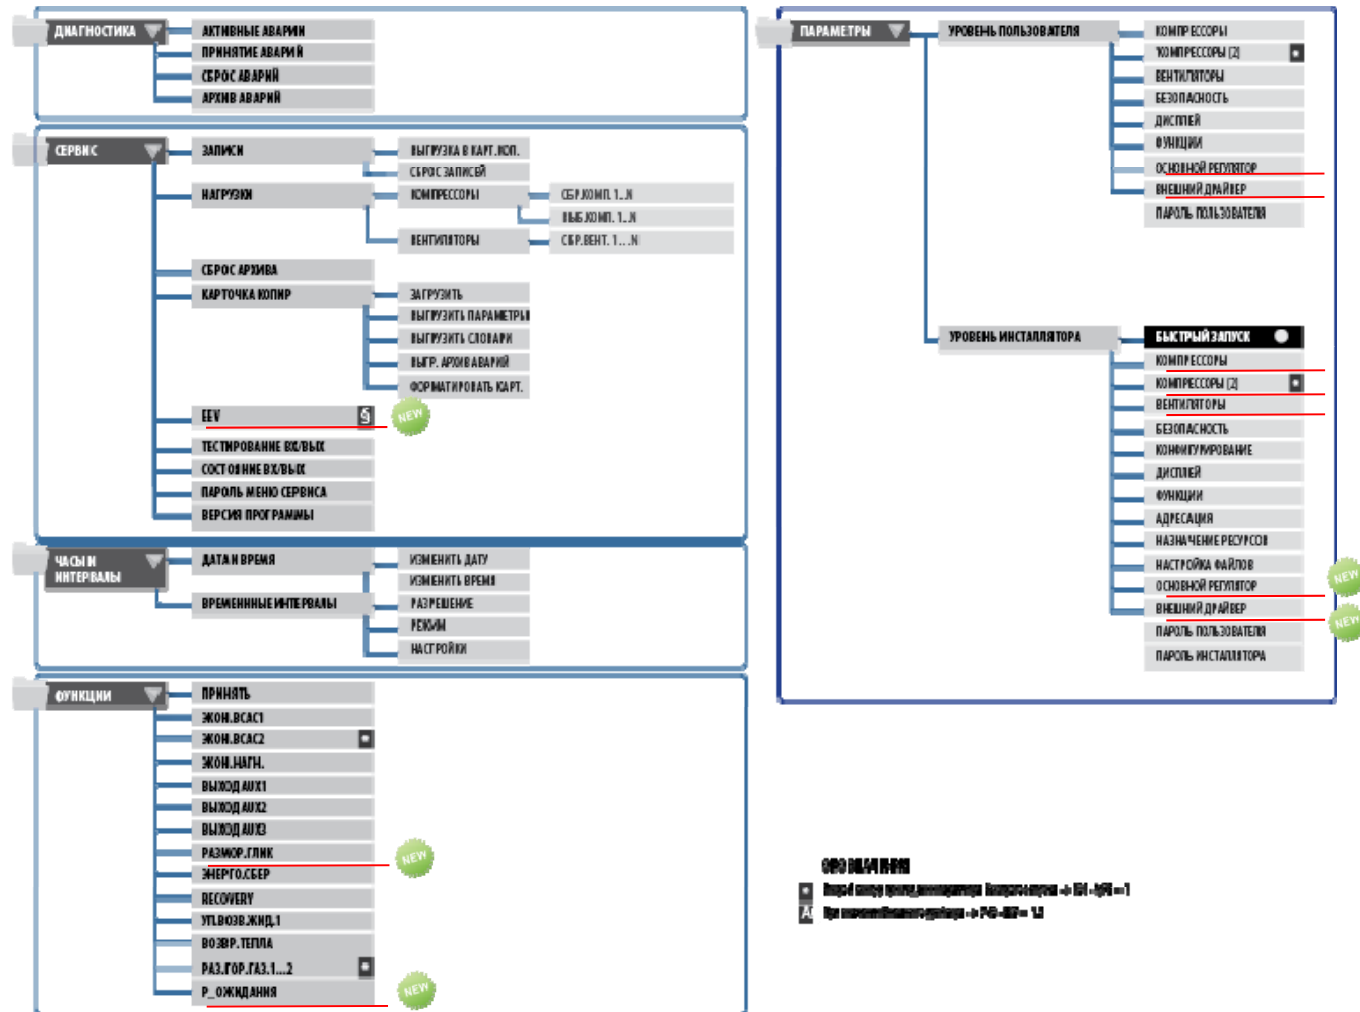 ДИАГНОСТИКА
АКТИВНЫЕ АВАРИИ
ПРИНЯТИЕ АВАРИЙ
СБРОС АВАРИЙ
АРХИВ АВАРИЙ
СЕРВИС
ЗАПИСИ
ВЫГРУЗКА В КАРТ.КОП.
СБРОС ЗАПИСЕЙ
НАГРУЗКИ
КОМПРЕССОРЫ
СБР.КОМП. 1...N
ВЫБ.КОМП. 1...N
ВЕНТИЛЯТОРЫ
СБР.ВЕНТ. 1...N
СБРОС АРХИВА
КАРТОЧКА КОПИР
ЗАГРУЗИТЬ
ВЫГРУЗИТЬ ПАРАМЕТРЫ
ВЫГРУЗИТЬ СЛОВАРИ
ВЫГР. АРХИВ АВАРИЙ
ФОРМАТИРОВАТЬ КАРТ.
EEV
NEW
ТЕСТИРОВАНИЕ ВХ/ВЫХ
СОСТОЯНИЕ ВХ/ВЫХ
ПАРОЛЬ МЕНЮ СЕРВИСА
ВЕРСИЯ ПРОГРАММЫ
ЧАСЫ И
ИНТЕРВАЛЫ
ДАТА И ВРЕМЯ
ИЗМЕНИТЬ ДАТУ
ИЗМЕНИТЬ ВРЕМЯ
ВРЕМЕННЫЕ ИНТЕРВАЛЫ
РАЗРЕШЕНИЕ
РЕЖИМ
НАСТРОЙКИ
ФУНКЦИИ
ПРИНЯТЬ
ЭКОН.ВСАС1
ЭКОН.ВСАС2
ЭКОН.НАГН.
ВЫХОД AUX1
ВЫХОД AUX2
ВЫХОД AUX3
РАЗМОР.ГЛИК
NEW
ЭНЕРГО.СБЕР
RECOVERY
УП.ВОЗВ.ЖИД.1
ВОЗВР.ТЕПЛА
РАЗ.ГОР.ГАЗ.1...2
Р_ОЖИДАНИЯ
NEW
ПАРАМЕТРЫ
УРОВЕНЬ ПОЛЬЗОВАТЕЛЯ
КОМПРЕССОРЫ
КОМПРЕССОРЫ (2)
ВЕНТИЛЯТОРЫ
БЕЗОПАСНОСТЬ
ДИСПЛЕЙ
ФУНКЦИИ
ОСНОВНОЙ РЕГУЛЯТОР
ВНЕШНИЙ ДРАЙВЕР
ПАРОЛЬ ПОЛЬЗОВАТЕЛЯ
УРОВЕНЬ ИНСТАЛЛЯТОРА
БЫСТРЫЙ ЗАПУСК
КОМПРЕССОРЫ
КОМПРЕССОРЫ (2)
ВЕНТИЛЯТОРЫ
БЕЗОПАСНОСТЬ
КОНФИГУРИРОВАНИЕ
ДИСПЛЕЙ
ФУНКЦИИ
АДРЕСАЦИЯ
НАЗНАЧЕНИЕ РЕСУРСОВ
НАСТРОЙКА ФАЙЛОВ
ОСНОВНОЙ РЕГУЛЯТОР
NEW
ВНЕШНИЙ ДРАЙВЕР
NEW
ПАРОЛЬ ПОЛЬЗОВАТЕЛЯ
ПАРОЛЬ ИНСТАЛЛЯТОРА